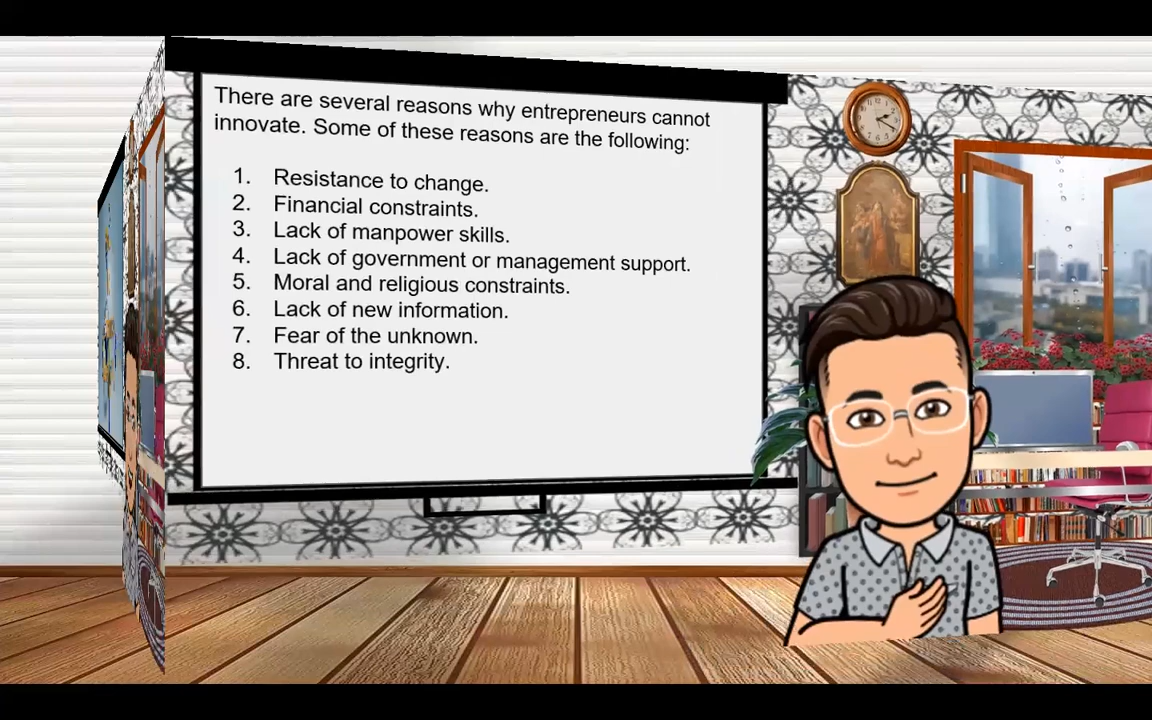 There are several reasons why entrepreneurs cannot
innovate. Some of these reasons are the following:
1. Resistance to change.
2. Financial constraints.
3. Lack of manpower skills.
4. Lack of government or management support.
5. Moral and religious constraints.
6. Lack of new information.
7. Fear of the unknown.
8. Threat to integrity.